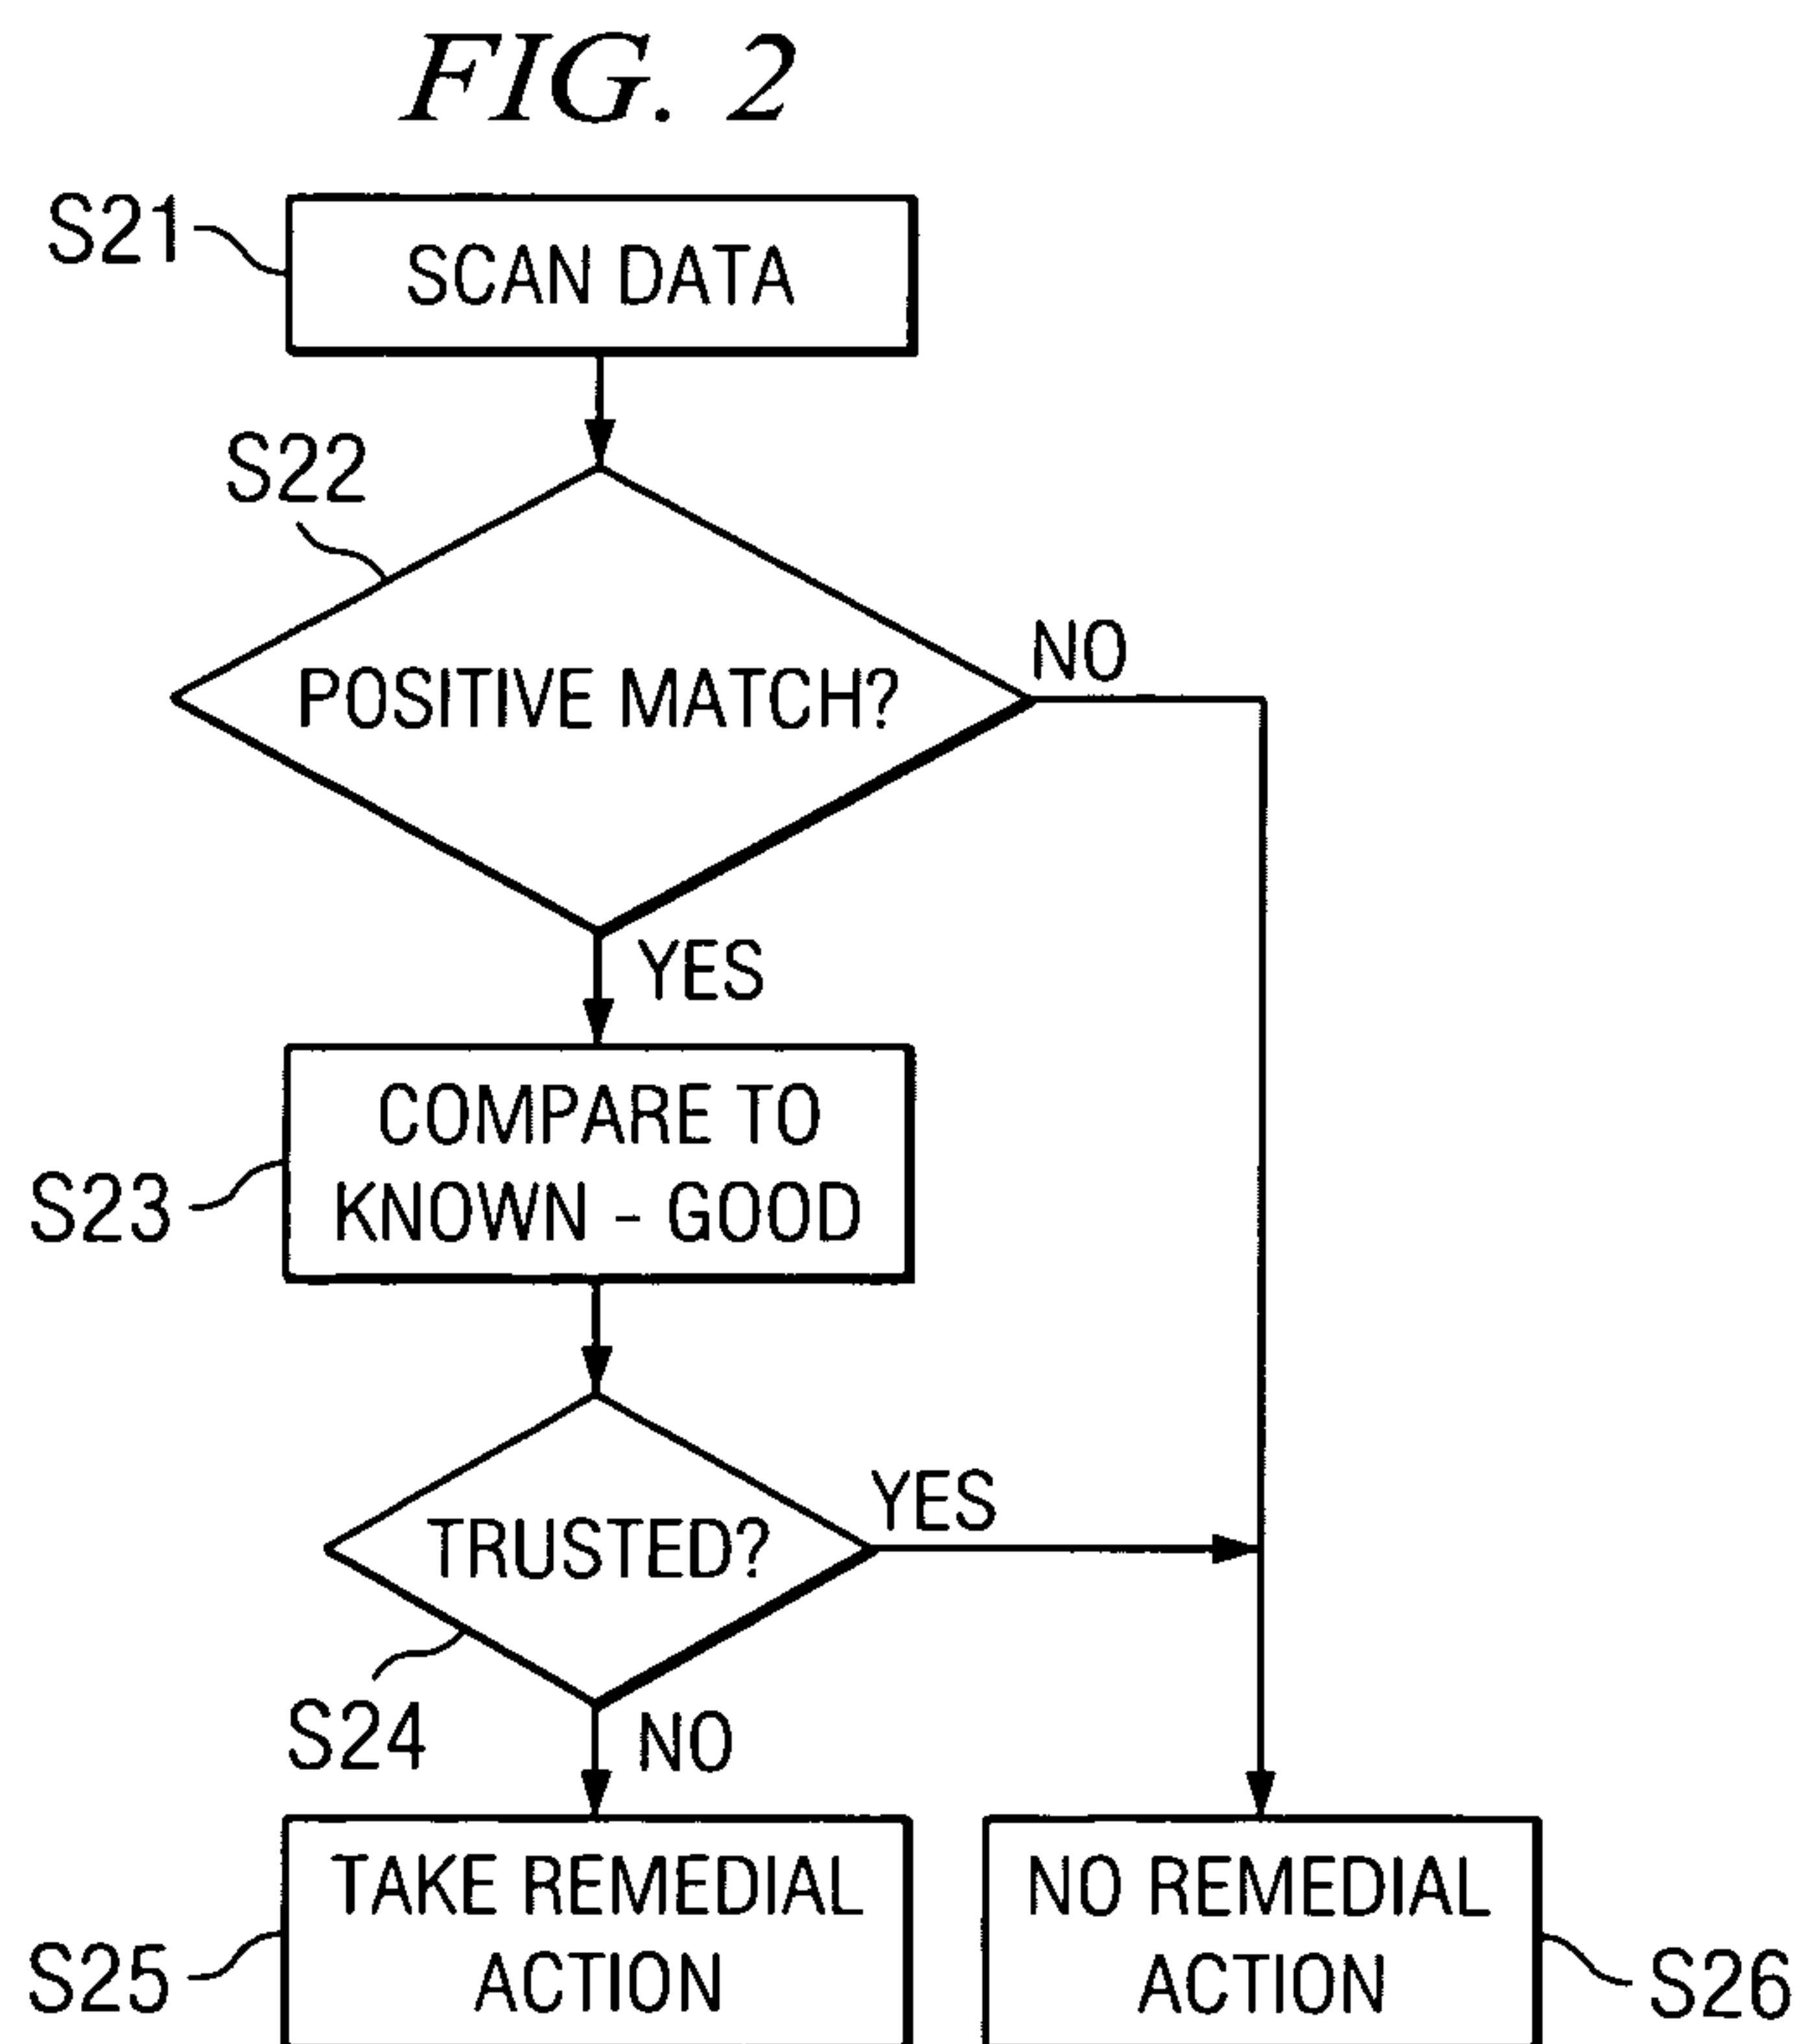 FIG. 2
S21
SCAN DATA
S22
POSITIVE MATCH?
NO
YES
COMPARE TO
KNOWN - GOOD
S23
TRUSTED?
YES
S24
NO
TAKE REMEDIAL
ACTION
S25
NO REMEDIAL
ACTION
S26